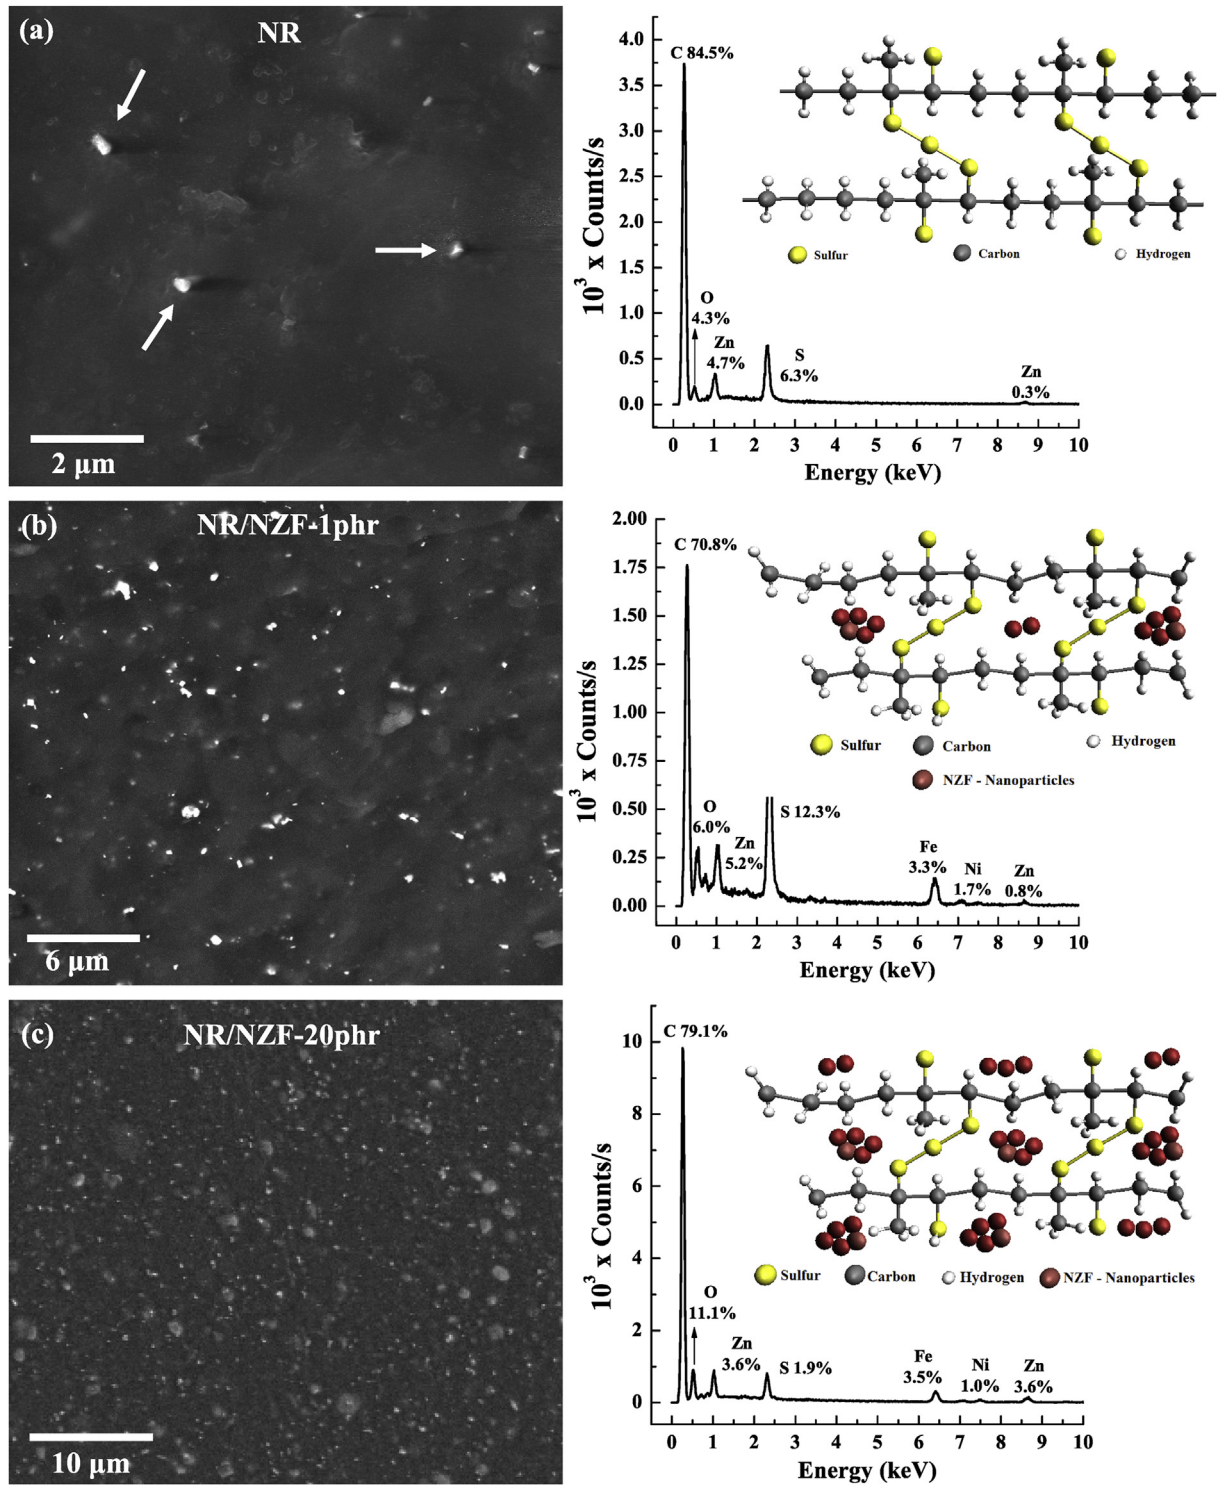 (a)
NR
2 µm
10³ x Counts/s
4.0
3.5
3.0
2.5
2.0
1.5
1.0
0.5
0.0
C 84.5%
O
4.3%
Zn
4.7%
S
6.3%
Zn
0.3%
Sulfur
Carbon
Hydrogen
0 1 2 3 4 5 6 7 8 9 10
Energy (keV)
(b)
NR/NZF-1phr
6 µm
10³ x Counts/s
2.00
1.75
1.50
1.25
1.00
0.75
0.50
0.25
0.00
C 70.8%
O
6.0%
Zn
5.2%
S 12.3%
Fe
3.3%
Ni
1.7%
Zn
0.8%
Sulfur
Carbon
Hydrogen
NZF - Nanoparticles
0 1 2 3 4 5 6 7 8 9 10
Energy (keV)
(c)
NR/NZF-20phr
10 µm
10³ x Counts/s
10
8
6
4
2
0
C 79.1%
O
11.1%
Zn
3.6%
S 1.9%
Fe
3.5%
Ni
1.0%
Zn
3.6%
Sulfur
Carbon
Hydrogen
NZF - Nanoparticles
0 1 2 3 4 5 6 7 8 9 10
Energy (keV)